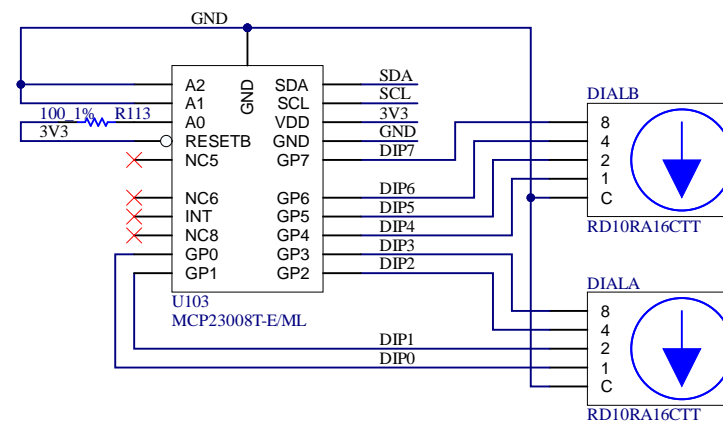 GND
A2
A1
A0
RESETB
NC5
NC6
INT
NC8
GP0
GP1
GND
SDA
SCL
VDD
GND
GP7
GP6
GP5
GP4
GP3
GP2
100_1% R113
3V3
SDA
SCL
3V3
GND
DIP7
DIP6
DIP5
DIP4
DIP3
DIP2
DIP1
DIP0
U103
MCP23008T-E/ML
DIALB
8
4
2
1
C
RD10RA16CTT
DIALA
8
4
2
1
C
RD10RA16CTT